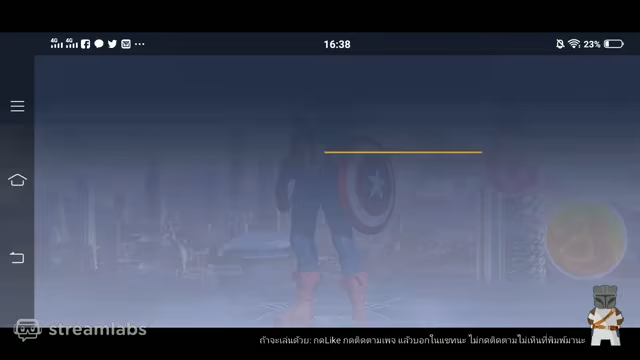 4G 4G 16:38 23%
streamlabs
ถ้าจะเล่นด้วย: กดLike กดติดตามเพจ แล้วบอกในแชทนะ ไม่กดติดตามไม่เห็นที่พิมพ์มานะ